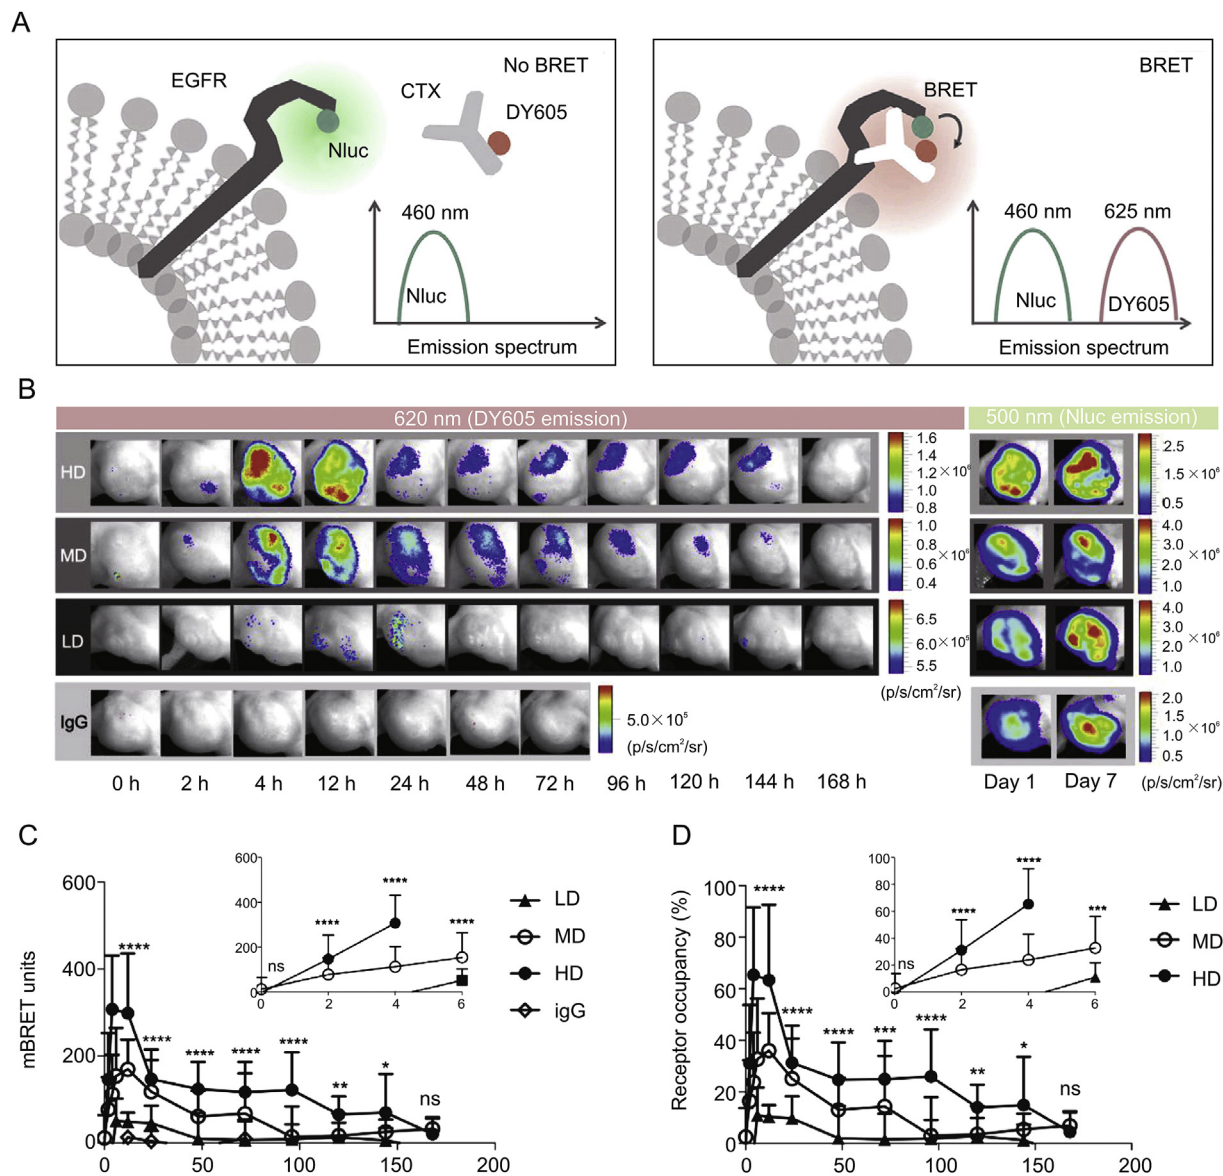 A
No BRET
EGFR
CTX
DY605
Nluc
460 nm
Nluc
Emission spectrum
BRET
BRET
460 nm 625 nm
Nluc DY605
Emission spectrum
B
620 nm (DY605 emission)
500 nm (Nluc emission)
HD
1.6
1.4
1.2 ×10⁶
1.0
0.8
2.5
1.5 ×10⁶
0.5
MD
1.0
0.8
×10⁶
0.6
0.4
4.0
3.0 ×10⁶
2.0
1.0
LD
6.5
6.0 ×10⁵
5.5
(p/s/cm²/sr)
4.0
3.0 ×10⁶
2.0
1.0
IgG
5.0×10⁵
(p/s/cm²/sr)
2.0
1.5 ×10⁶
1.0
0.5
0 h 2 h 4 h 12 h 24 h 48 h 72 h 96 h 120 h 144 h 168 h
Day 1 Day 7 (p/s/cm²/sr)
C
mBRET units
600
400
200
0
0 50 100 150 200
**** **** **** **** ** * ns
600
400
200
0
0 2 4 6
ns **** **** ****
LD
MD
HD
igG
D
Receptor occupancy (%)
100
80
60
40
20
0
0 50 100 150 200
**** **** **** *** **** ** * ns
100
80
60
40
20
0
0 2 4 6
ns **** **** ***
LD
MD
HD